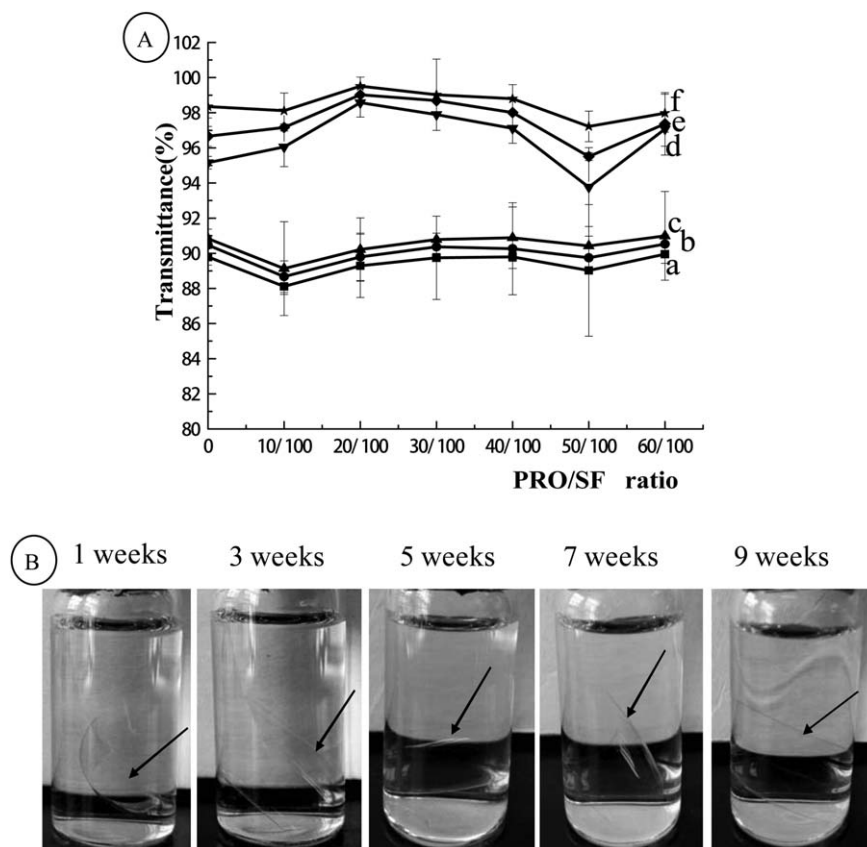 A
102
100
98
96
94
92
90
88
86
84
82
80
Transmittance(%)
f
e
d
c
b
a
0 10/100 20/100 30/100 40/100 50/100 60/100
PRO/SF ratio
B 1 weeks 3 weeks 5 weeks 7 weeks 9 weeks